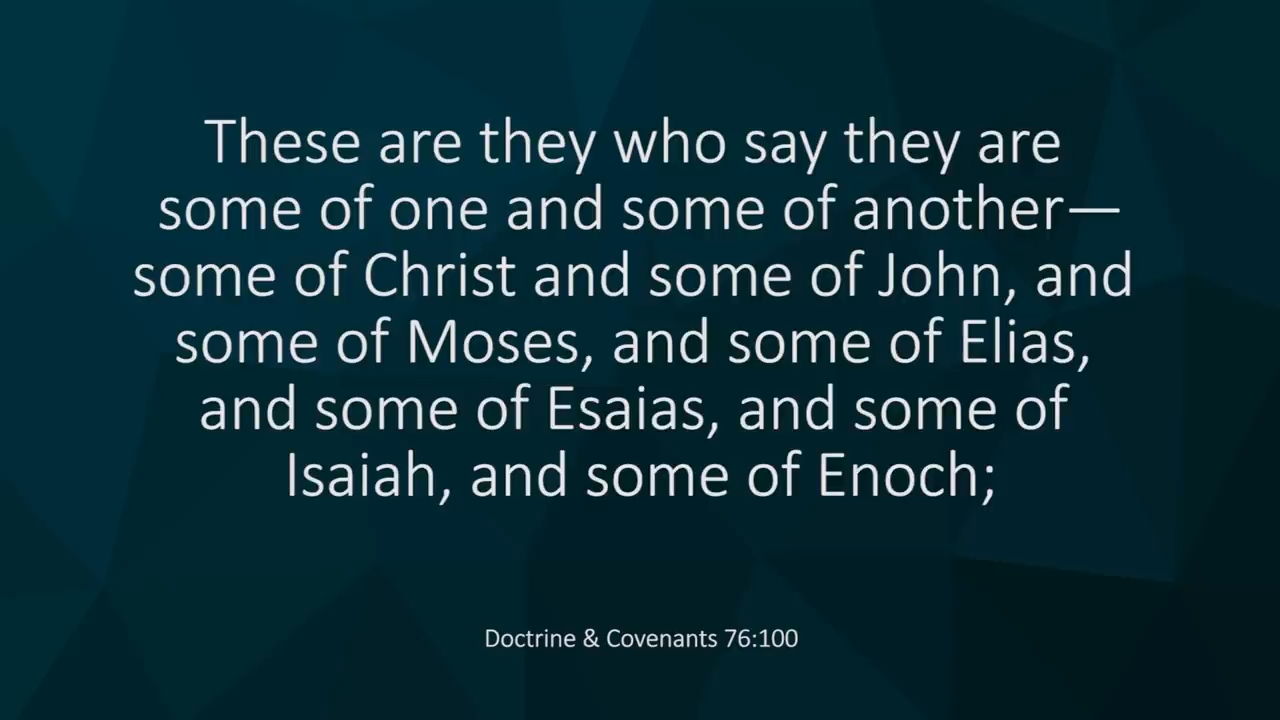 These are they who say they are
some of one and some of another—
some of Christ and some of John, and
some of Moses, and some of Elias,
and some of Esaias, and some of
Isaiah, and some of Enoch;
Doctrine & Covenants 76:100